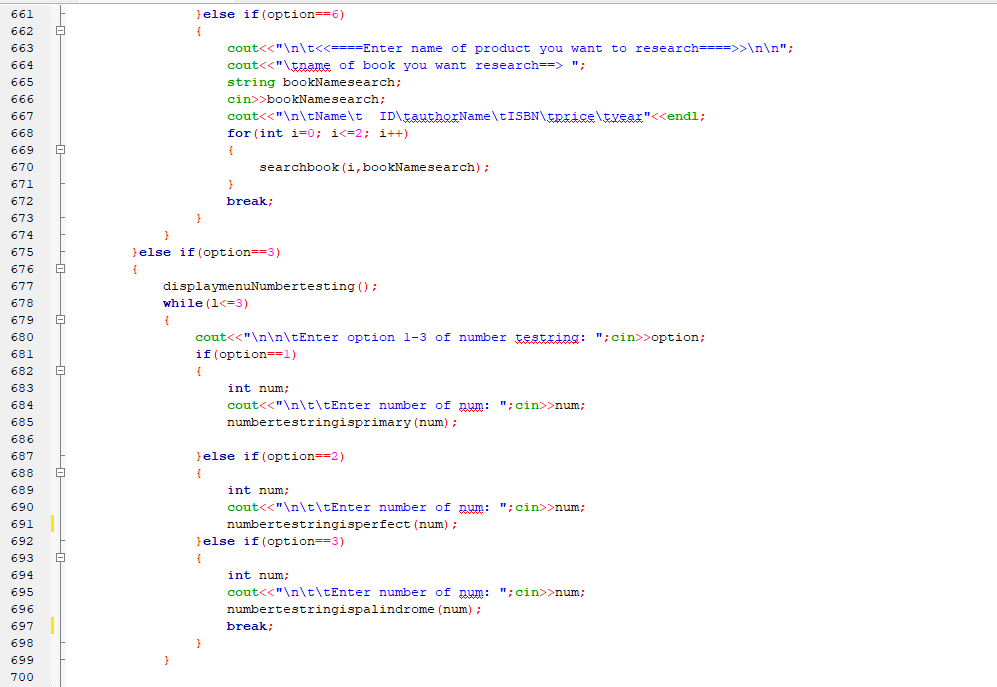 661 }else if(option==6)
662 {
663 cout<<"\n\t<<====Enter name of product you want to research====>>\n\n";
664 cout<<"\tname of book you want research==> ";
665 string bookNamesearch;
666 cin>>bookNamesearch;
667 cout<<"\n\tName\t  ID\tauthorName\tISBN\tprice\tyear"<<endl;
668 for(int i=0; i<=2; i++)
669 {
670 searchbook(i,bookNamesearch);
671 }
672 break;
673 }
674 }
675 }else if(option==3)
676 {
677 displaymenuNumbertesting();
678 while(1<=3)
679 {
680 cout<<"\n\n\tEnter option 1-3 of number testring: ";cin>>option;
681 if(option==1)
682 {
683 int num;
684 cout<<"\n\t\tEnter number of num: ";cin>>num;
685 numbertestringisprimary(num);
686
687 }else if(option==2)
688 {
689 int num;
690 cout<<"\n\t\tEnter number of num: ";cin>>num;
691 numbertestringisperfect(num);
692 }else if(option==3)
693 {
694 int num;
695 cout<<"\n\t\tEnter number of num: ";cin>>num;
696 numbertestringispalindrome(num);
697 break;
698 }
699 }
700